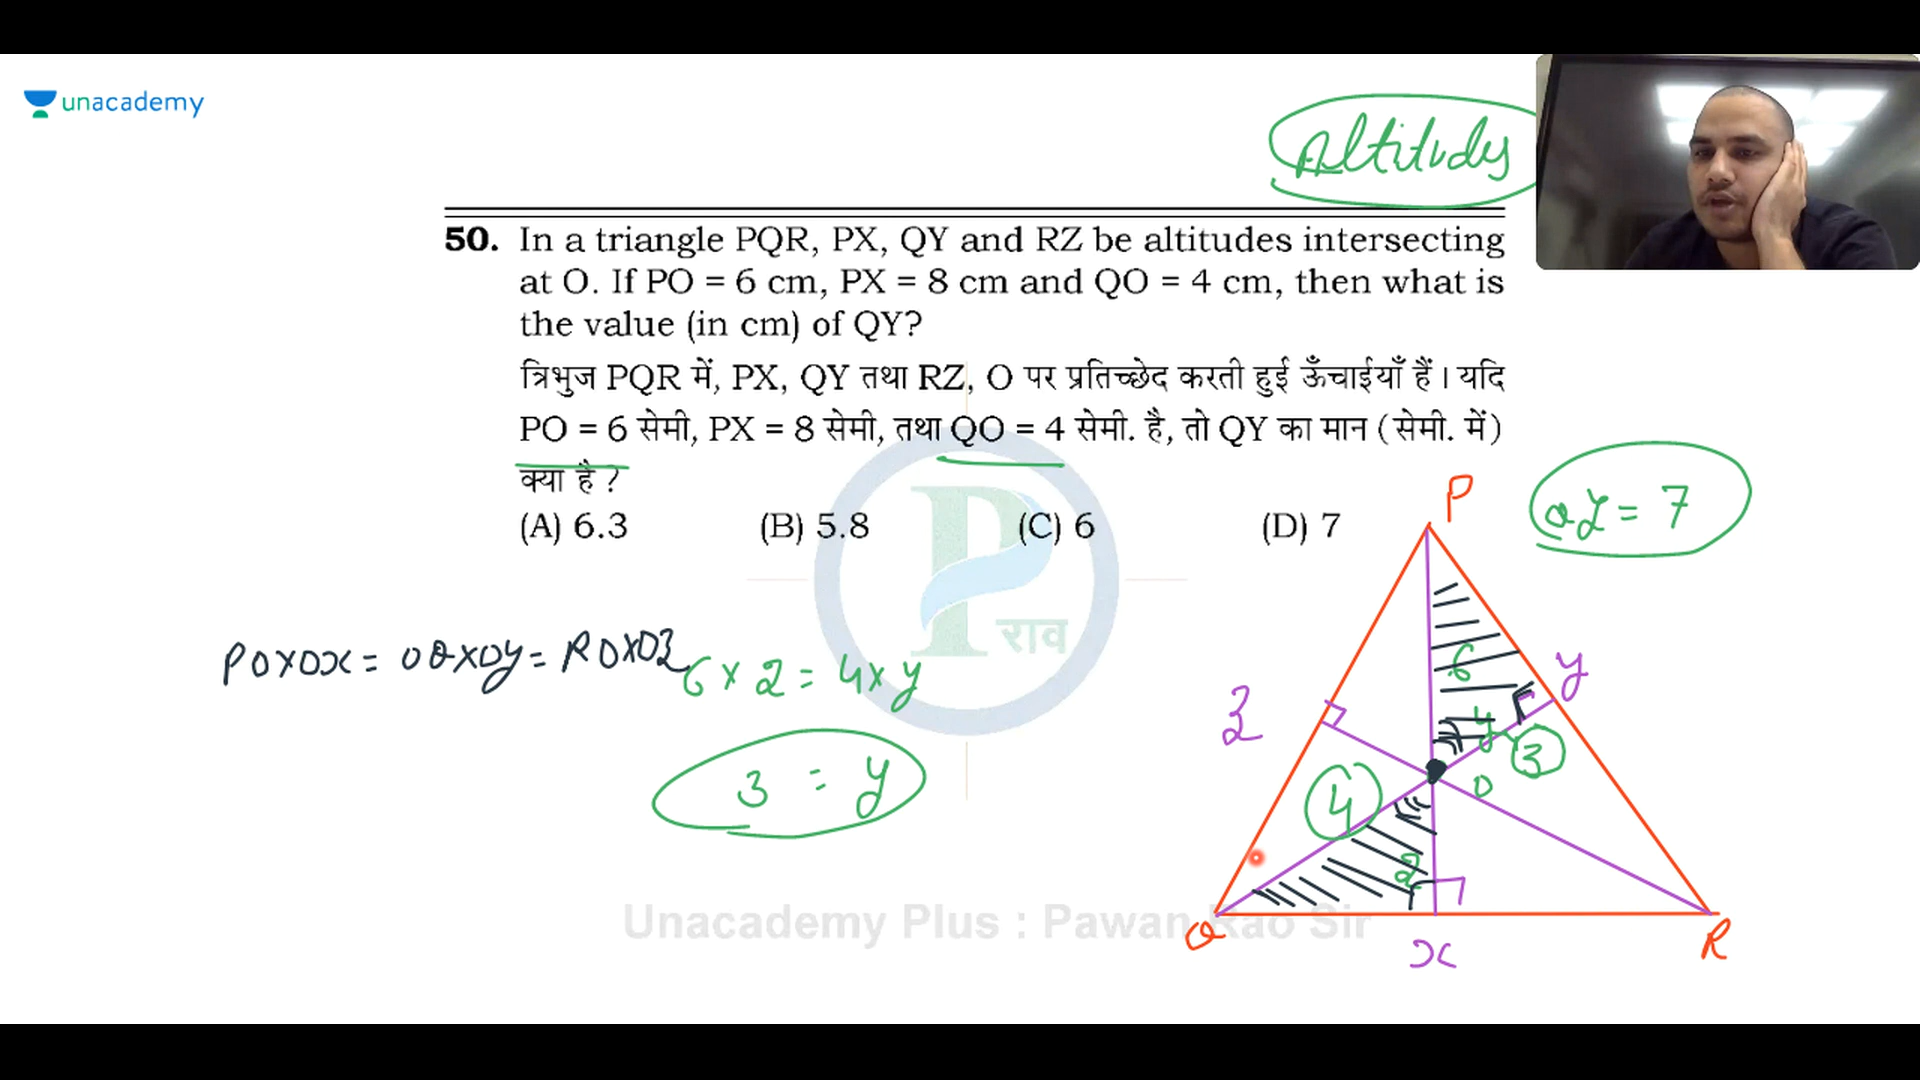 unacademy
Altitudes
50. In a triangle PQR, PX, QY and RZ be altitudes intersecting
at O. If PO = 6 cm, PX = 8 cm and QO = 4 cm, then what is
the value (in cm) of QY?
त्रिभुज PQR में, PX, QY तथा RZ, O पर प्रतिच्छेद करती हुई ऊँचाईयाँ हैं। यदि
PO = 6 सेमी, PX = 8 सेमी, तथा QO = 4 सेमी. है, तो QY का मान (सेमी. में)
क्या है ?
(A) 6.3 (B) 5.8 (C) 6 (D) 7
QY = 7
P
राव
PO×OX = OQ×OY = RO×OZ
6 × 2 = 4 × y
3 = y
P
6
y
Z
y
3
4
O
2
Q
X
R
Unacademy Plus : Pawan Rao Sir